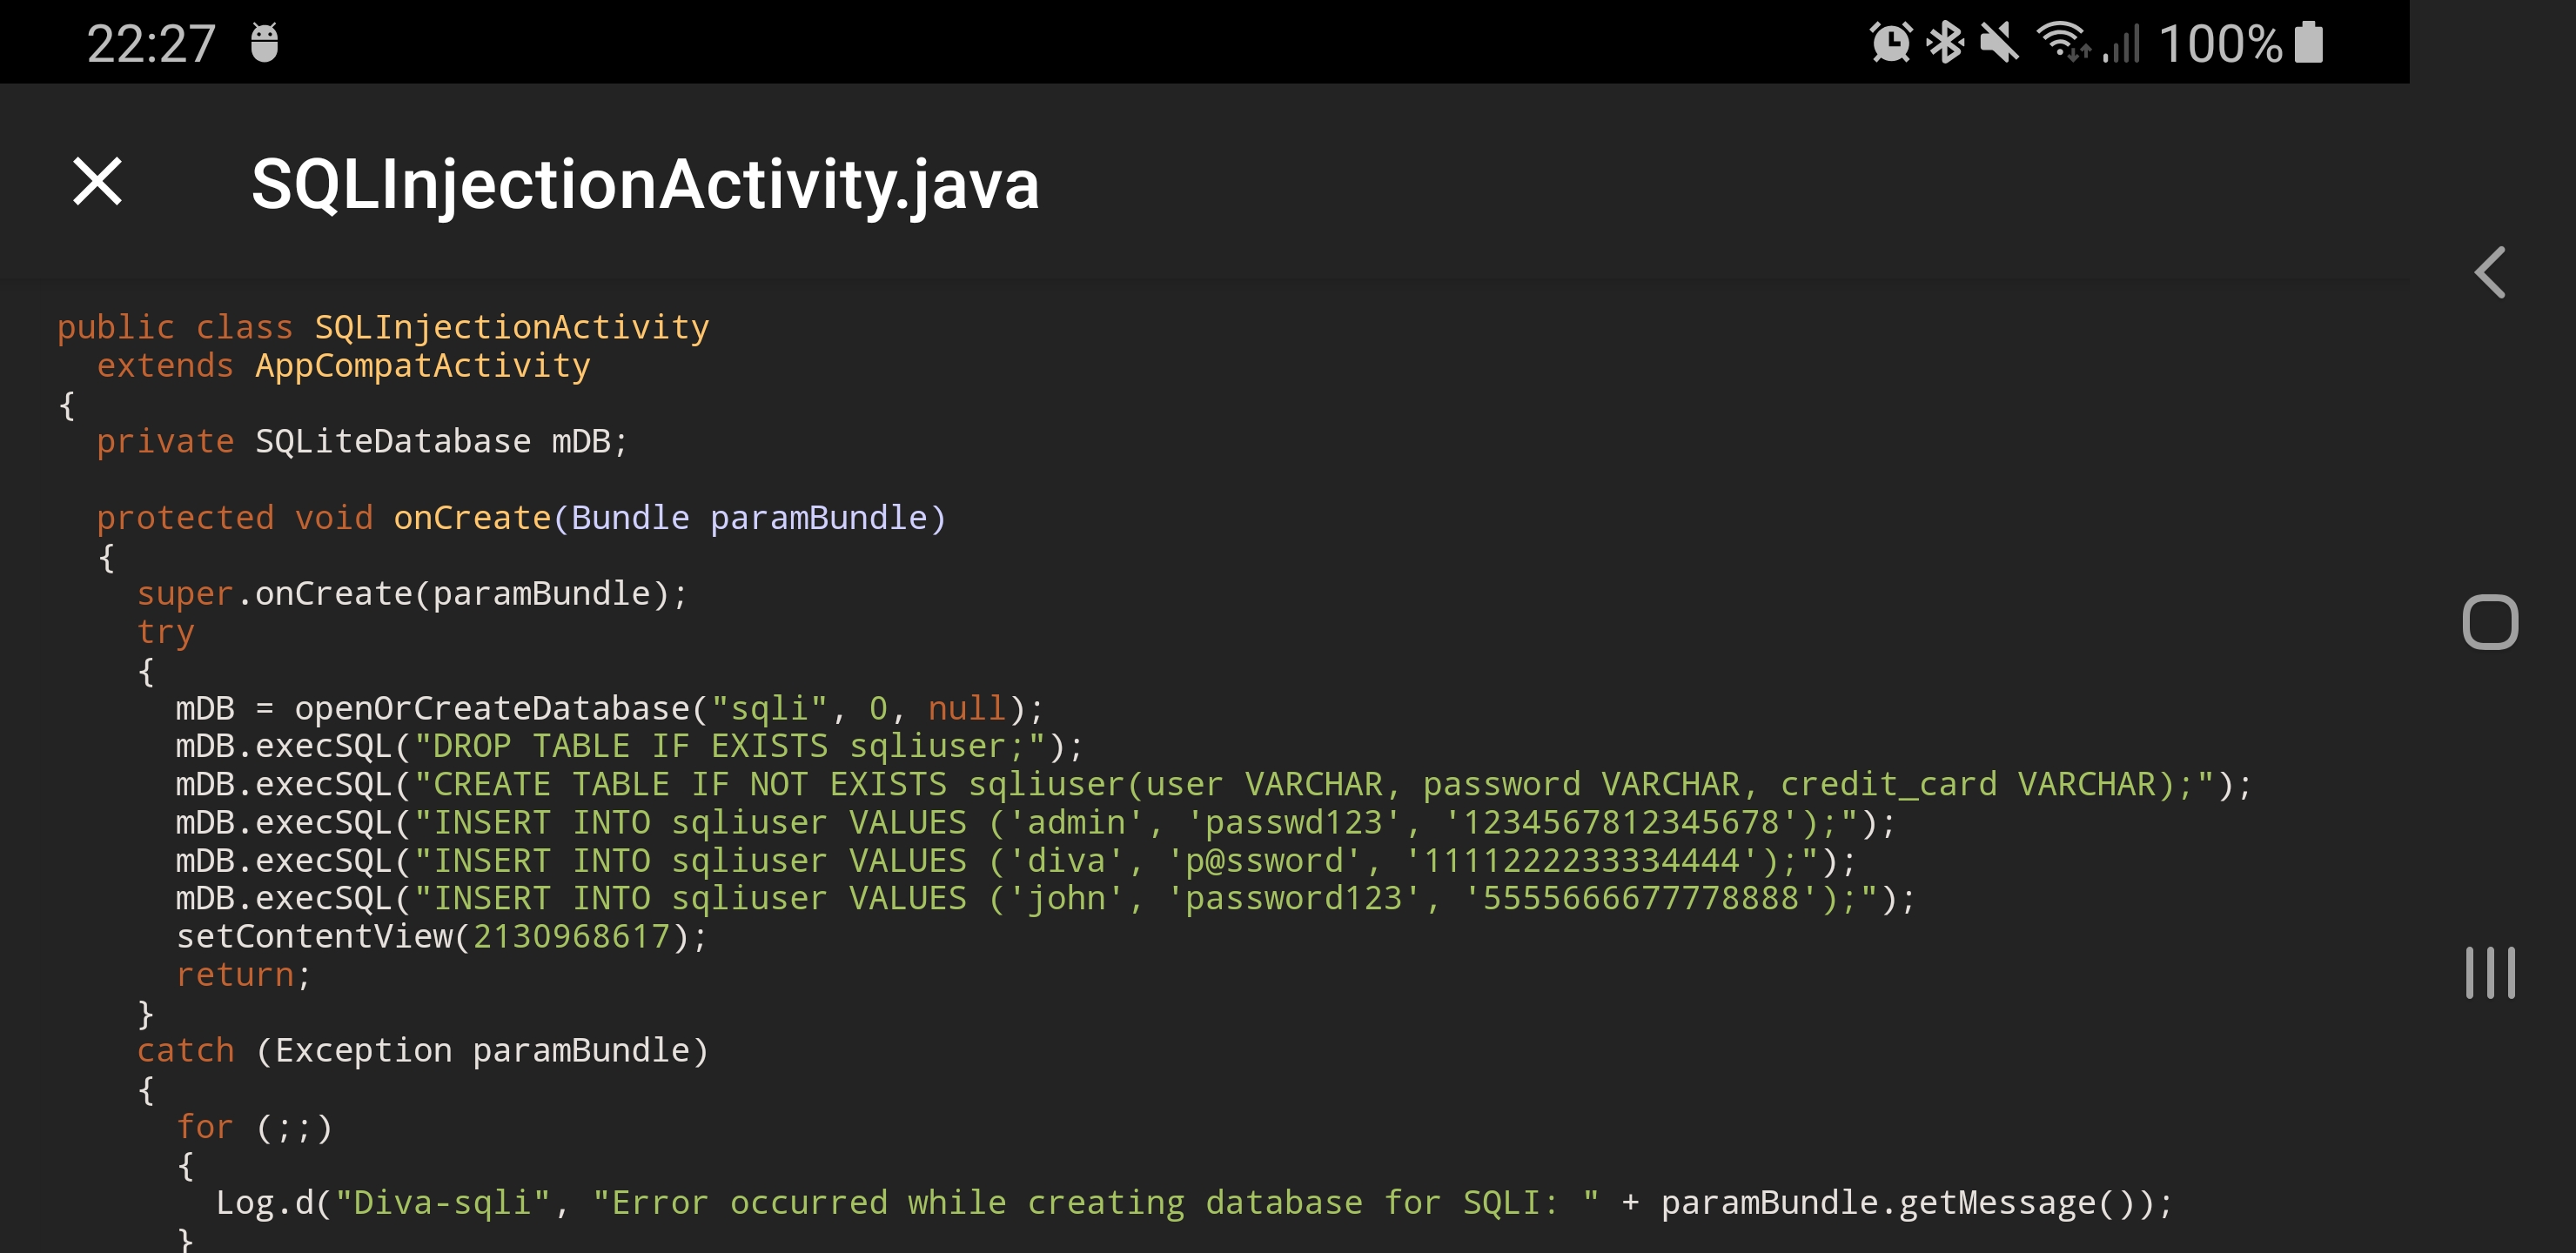 22:27 100%
SQLInjectionActivity.java
public class SQLInjectionActivity
  extends AppCompatActivity
{
  private SQLiteDatabase mDB;

  protected void onCreate(Bundle paramBundle)
  {
    super.onCreate(paramBundle);
    try
    {
      mDB = openOrCreateDatabase("sqli", 0, null);
      mDB.execSQL("DROP TABLE IF EXISTS sqliuser;");
      mDB.execSQL("CREATE TABLE IF NOT EXISTS sqliuser(user VARCHAR, password VARCHAR, credit_card VARCHAR);");
      mDB.execSQL("INSERT INTO sqliuser VALUES ('admin', 'passwd123', '1234567812345678');");
      mDB.execSQL("INSERT INTO sqliuser VALUES ('diva', 'p@ssword', '1111222233334444');");
      mDB.execSQL("INSERT INTO sqliuser VALUES ('john', 'password123', '5555666677778888');");
      setContentView(2130968617);
      return;
    }
    catch (Exception paramBundle)
    {
      for (;;)
      {
        Log.d("Diva-sqli", "Error occurred while creating database for SQLI: " + paramBundle.getMessage());
      }